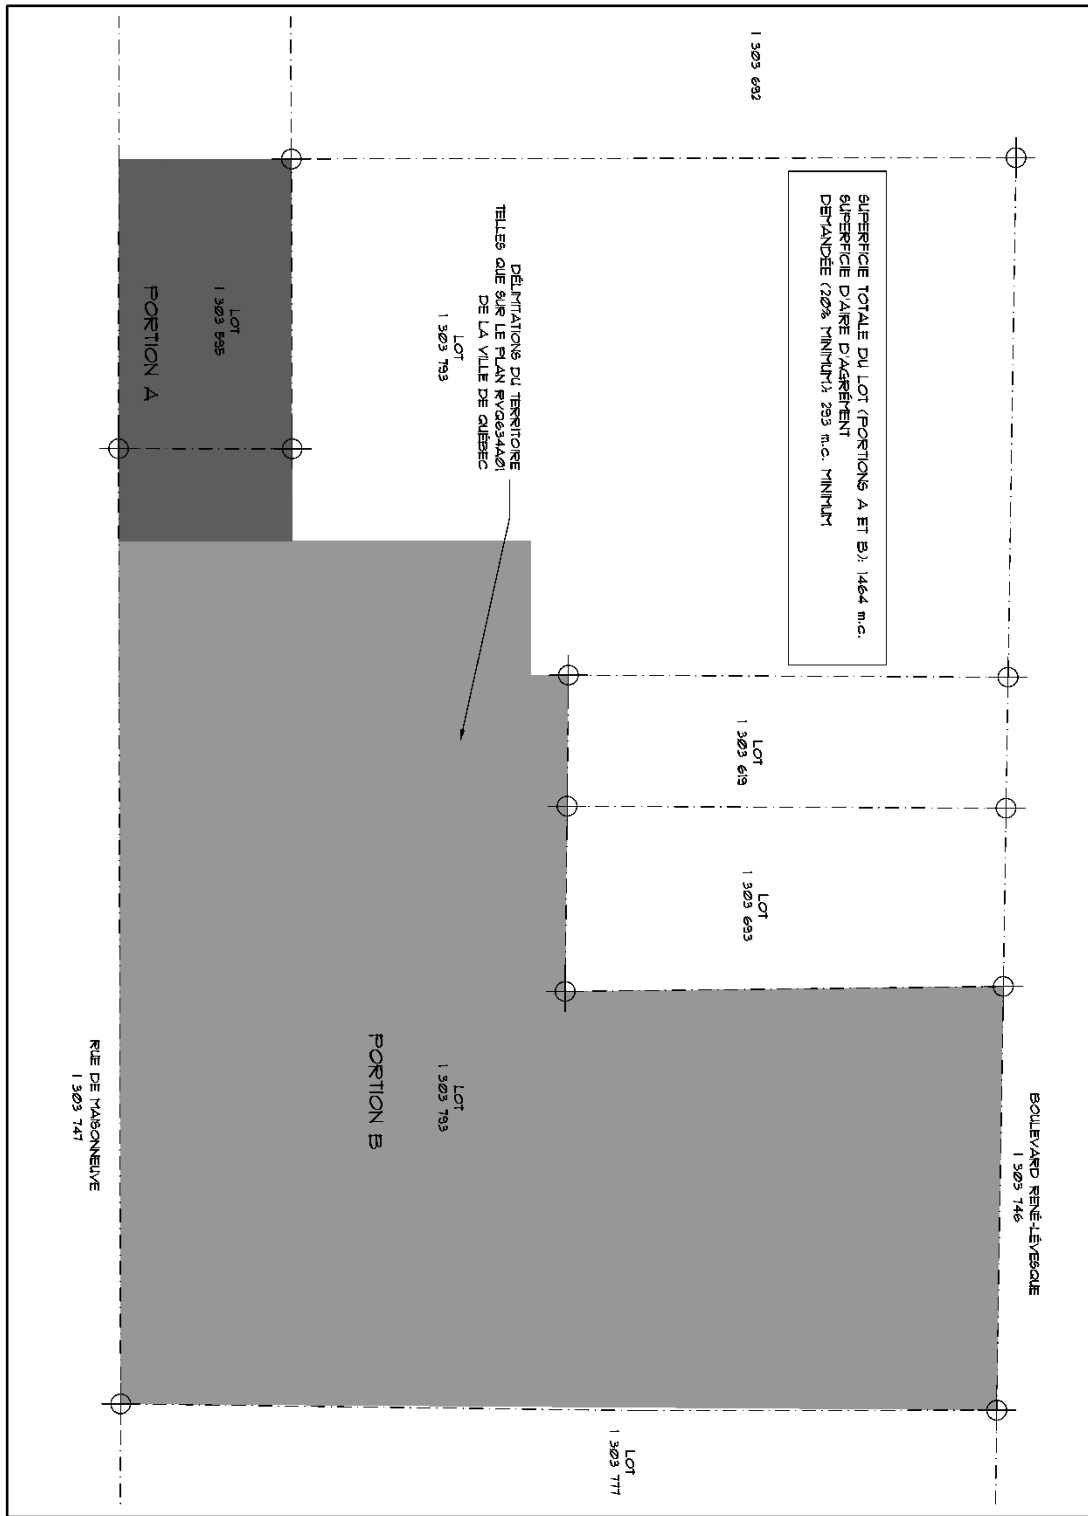 1 303 692
SUPERFICIE TOTALE DU LOT (PORTIONS A ET B): 1464 m.c.
SUPERFICIE D'AIRE D'AGRÉMENT
DEMANDÉE (20% MINIMUM): 293 m.c. MINIMUM
DÉLIMITATIONS DU TERRITOIRE
TELLES QUE SUR LE PLAN RVQ634A01
DE LA VILLE DE QUÉBEC
LOT
1 303 793
LOT
1 303 595
PORTION A
LOT
1 303 619
LOT
1 303 693
BOULEVARD RENÉ-LÉVESQUE
1 303 746
LOT
1 303 793
PORTION B
RUE DE MAISONNEUVE
1 303 747
LOT
1 303 777